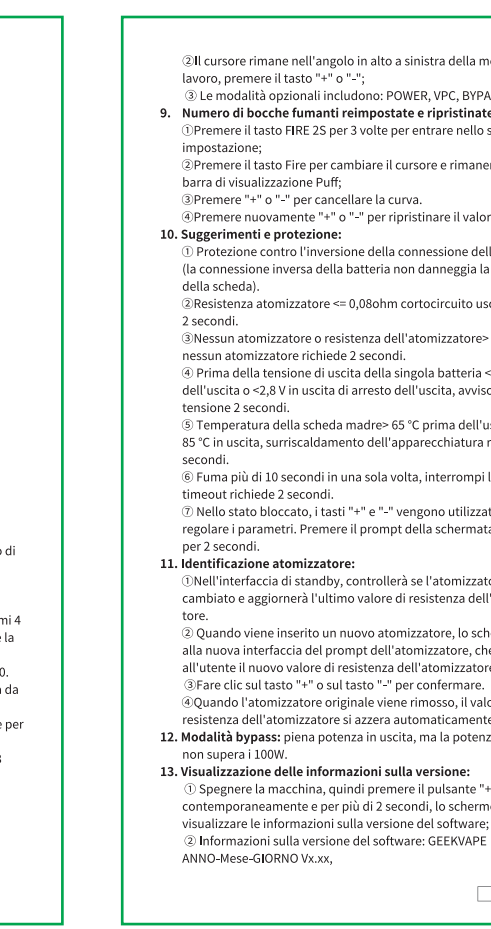 o di
mi 4
e la
0.
a da
e per
3
②Il cursore rimane nell'angolo in alto a sinistra della m
lavoro, premere il tasto "+" o "-";
③ Le modalità opzionali includono: POWER, VPC, BYPA
9. Numero di bocche fumanti reimpostate e ripristinate
①Premere il tasto FIRE 2S per 3 volte per entrare nello s
impostazione;
②Premere il tasto Fire per cambiare il cursore e rimaner
barra di visualizzazione Puff;
③Premere "+" o "-" per cancellare la curva.
④Premere nuovamente "+" o "-" per ripristinare il valor
10. Suggerimenti e protezione:
① Protezione contro l'inversione della connessione dell
(la connessione inversa della batteria non danneggia la
della scheda).
②Resistenza atomizzatore <= 0,08ohm cortocircuito usc
2 secondi.
③Nessun atomizzatore o resistenza dell'atomizzatore>
nessun atomizzatore richiede 2 secondi.
④ Prima della tensione di uscita della singola batteria <
dell'uscita o <2,8 V in uscita di arresto dell'uscita, avviso
tensione 2 secondi.
⑤ Temperatura della scheda madre> 65 °C prima dell'us
85 °C in uscita, surriscaldamento dell'apparecchiatura r
secondi.
⑥ Fuma più di 10 secondi in una sola volta, interrompi l
timeout richiede 2 secondi.
⑦ Nello stato bloccato, i tasti "+" e "-" vengono utilizzat
regolare i parametri. Premere il prompt della schermata
per 2 secondi.
11. Identificazione atomizzatore:
①Nell'interfaccia di standby, controllerà se l'atomizzato
cambiato e aggiornerà l'ultimo valore di resistenza dell'
tore.
② Quando viene inserito un nuovo atomizzatore, lo sche
alla nuova interfaccia del prompt dell'atomizzatore, che
all'utente il nuovo valore di resistenza dell'atomizzatore
③Fare clic sul tasto "+" o sul tasto "-" per confermare.
④Quando l'atomizzatore originale viene rimosso, il valo
resistenza dell'atomizzatore si azzera automaticamente
12. Modalità bypass: piena potenza in uscita, ma la potenz
non supera i 100W.
13. Visualizzazione delle informazioni sulla versione:
① Spegnere la macchina, quindi premere il pulsante "+
contemporaneamente e per più di 2 secondi, lo scherm
visualizzare le informazioni sulla versione del software;
② Informazioni sulla versione del software: GEEKVAPE
ANNO-Mese-GIORNO Vx.xx,